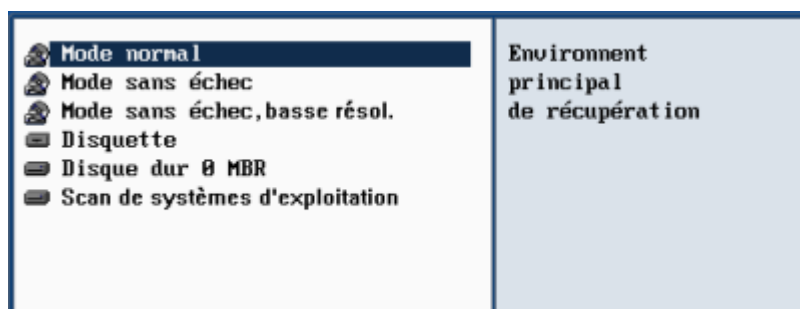 Mode normal
Mode sans échec
Mode sans échec,basse résol.
Disquette
Disque dur 0 MBR
Scan de systèmes d'exploitation
Environnent
principal
de récupération